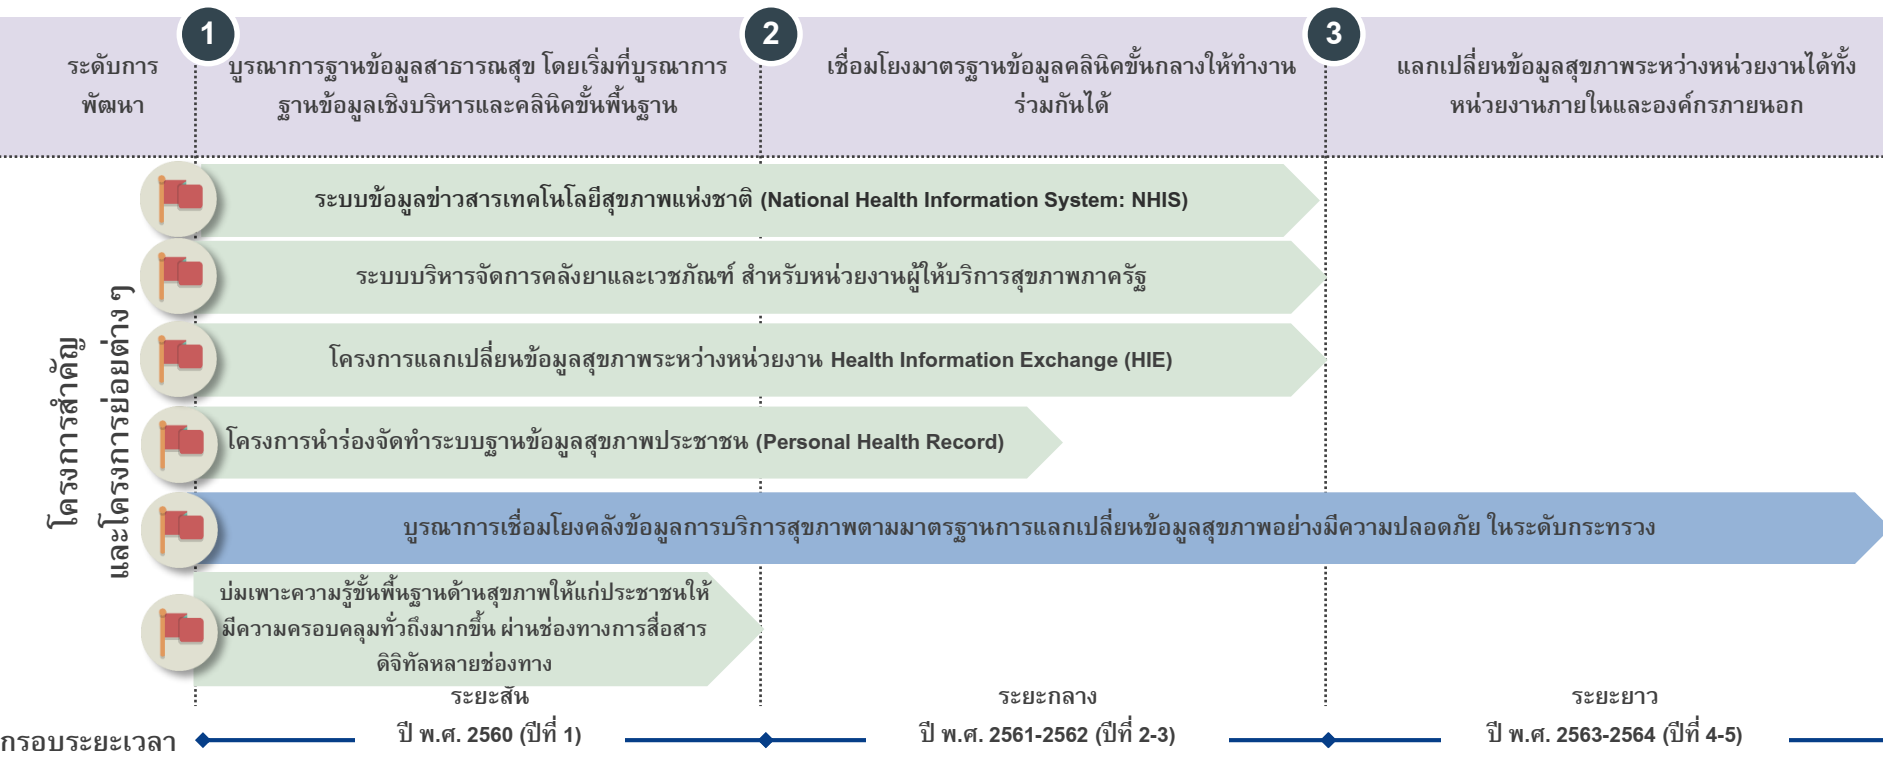 1
2
3
ระดับการ
พัฒนา
บูรณาการฐานข้อมูลสาธารณสุข โดยเริ่มที่บูรณาการ
ฐานข้อมูลเชิงบริหารและคลินิคขั้นพื้นฐาน
เชื่อมโยงมาตรฐานข้อมูลคลินิคขั้นกลางให้ทำงาน
ร่วมกันได้
แลกเปลี่ยนข้อมูลสุขภาพระหว่างหน่วยงานได้ทั้ง
หน่วยงานภายในและองค์กรภายนอก
โครงการสำคัญ
และโครงการย่อยต่าง ๆ
ระบบข้อมูลข่าวสารเทคโนโลยีสุขภาพแห่งชาติ (National Health Information System: NHIS)
ระบบบริหารจัดการคลังยาและเวชภัณฑ์ สำหรับหน่วยงานผู้ให้บริการสุขภาพภาครัฐ
โครงการแลกเปลี่ยนข้อมูลสุขภาพระหว่างหน่วยงาน Health Information Exchange (HIE)
โครงการนำร่องจัดทำระบบฐานข้อมูลสุขภาพประชาชน (Personal Health Record)
บูรณาการเชื่อมโยงคลังข้อมูลการบริการสุขภาพตามมาตรฐานการแลกเปลี่ยนข้อมูลสุขภาพอย่างมีความปลอดภัย ในระดับกระทรวง
บ่มเพาะความรู้ขั้นพื้นฐานด้านสุขภาพให้แก่ประชาชนให้
มีความครอบคลุมทั่วถึงมากขึ้น ผ่านช่องทางการสื่อสาร
ดิจิทัลหลายช่องทาง
กรอบระยะเวลา
ระยะสั้น
ปี พ.ศ. 2560 (ปีที่ 1)
ระยะกลาง
ปี พ.ศ. 2561-2562 (ปีที่ 2-3)
ระยะยาว
ปี พ.ศ. 2563-2564 (ปีที่ 4-5)